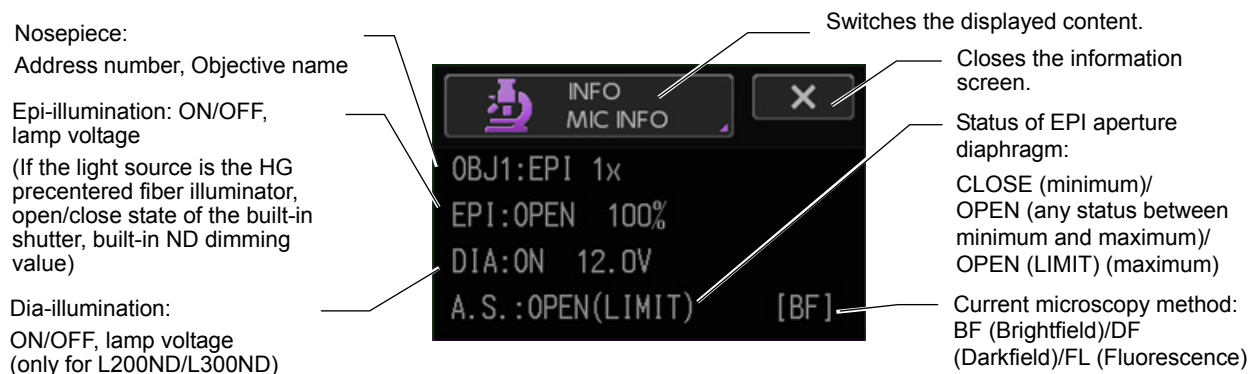 Nosepiece:
Address number, Objective name
Epi-illumination: ON/OFF,
lamp voltage
(If the light source is the HG
precentered fiber illuminator,
open/close state of the built-in
shutter, built-in ND dimming
value)
Dia-illumination:
ON/OFF, lamp voltage
(only for L200ND/L300ND)
INFO
MIC INFO
OBJ1:EPI 1x
EPI:OPEN 100%
DIA:ON 12.0V
A.S.:OPEN(LIMIT) [BF]
Switches the displayed content.
Closes the information
screen.
Status of EPI aperture
diaphragm:
CLOSE (minimum)/
OPEN (any status between
minimum and maximum)/
OPEN (LIMIT) (maximum)
Current microscopy method:
BF (Brightfield)/DF
(Darkfield)/FL (Fluorescence)